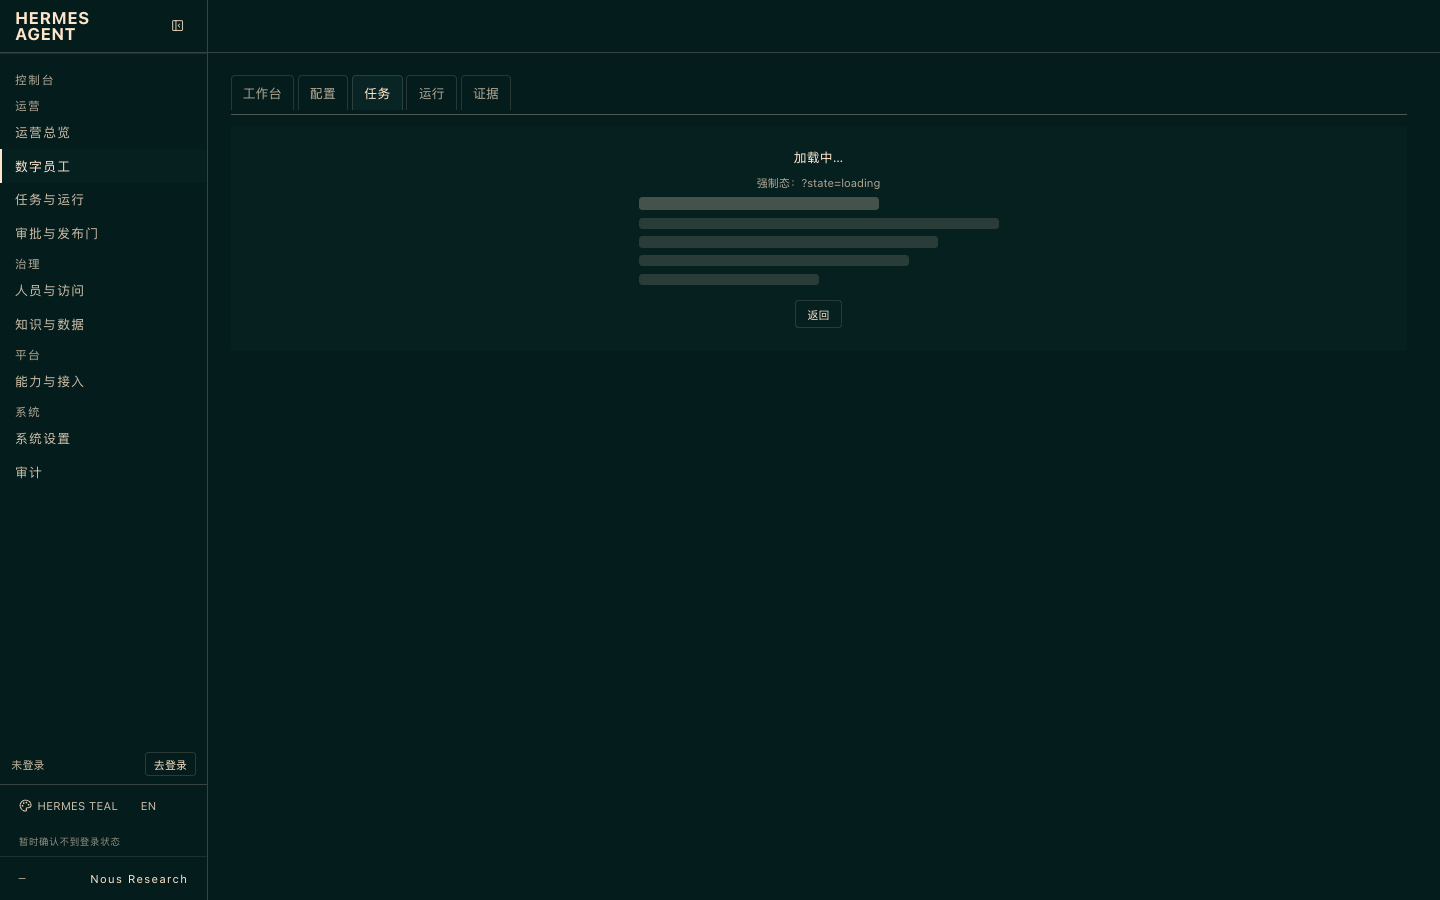 HERMES
AGENT
控制台
运营
运营总览
数字员工
任务与运行
审批与发布门
治理
人员与访问
知识与数据
平台
能力与接入
系统
系统设置
审计
未登录
去登录
HERMES TEAL
EN
暂时确认不到登录状态
–
Nous Research
工作台
配置
任务
运行
证据
加载中...
强制态：?state=loading
返回